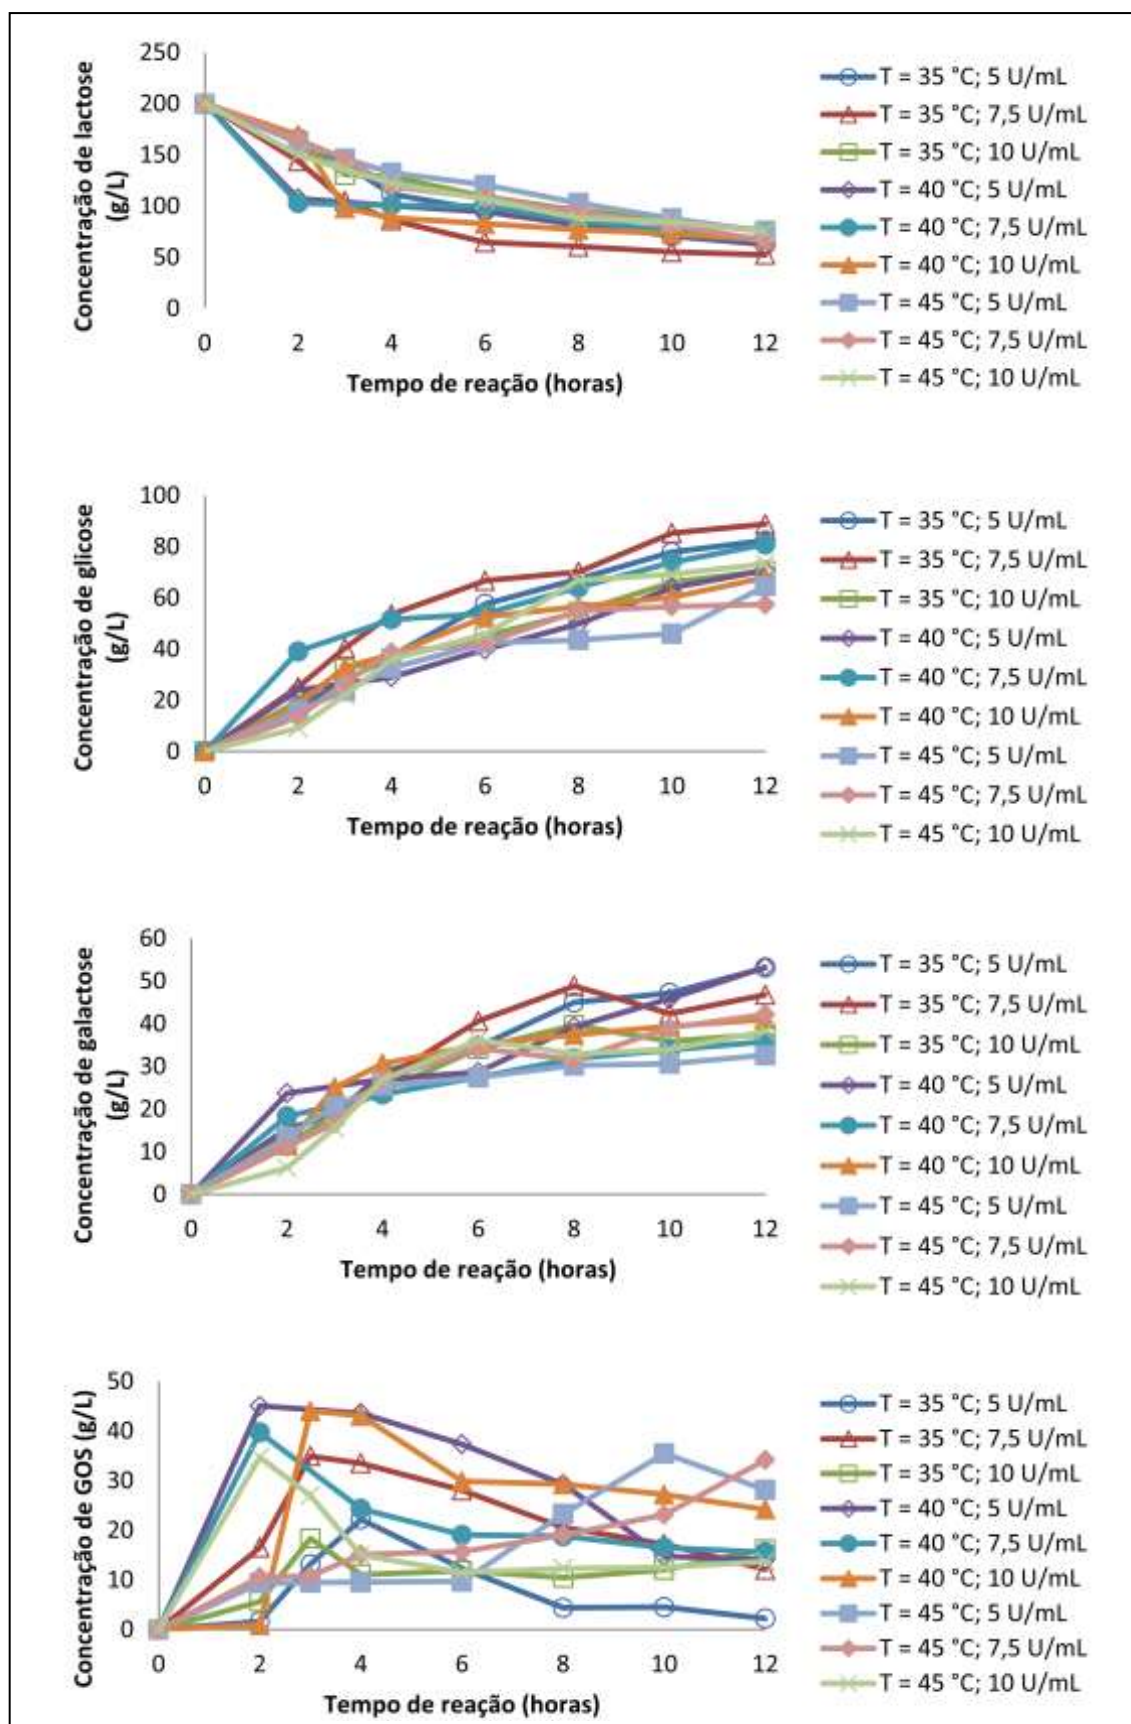 Concentração de lactose
(g/L)
250
200
150
100
50
0
0 2 4 6 8 10 12
Tempo de reação (horas)
T = 35 °C; 5 U/mL
T = 35 °C; 7,5 U/mL
T = 35 °C; 10 U/mL
T = 40 °C; 5 U/mL
T = 40 °C; 7,5 U/mL
T = 40 °C; 10 U/mL
T = 45 °C; 5 U/mL
T = 45 °C; 7,5 U/mL
T = 45 °C; 10 U/mL
Concentração de glicose
(g/L)
100
80
60
40
20
0
0 2 4 6 8 10 12
Tempo de reação (horas)
T = 35 °C; 5 U/mL
T = 35 °C; 7,5 U/mL
T = 35 °C; 10 U/mL
T = 40 °C; 5 U/mL
T = 40 °C; 7,5 U/mL
T = 40 °C; 10 U/mL
T = 45 °C; 5 U/mL
T = 45 °C; 7,5 U/mL
T = 45 °C; 10 U/mL
Concentração de galactose
(g/L)
60
50
40
30
20
10
0
0 2 4 6 8 10 12
Tempo de reação (horas)
T = 35 °C; 5 U/mL
T = 35 °C; 7,5 U/mL
T = 35 °C; 10 U/mL
T = 40 °C; 5 U/mL
T = 40 °C; 7,5 U/mL
T = 40 °C; 10 U/mL
T = 45 °C; 5 U/mL
T = 45 °C; 7,5 U/mL
T = 45 °C; 10 U/mL
Concentração de GOS (g/L)
50
40
30
20
10
0
0 2 4 6 8 10 12
Tempo de reação (horas)
T = 35 °C; 5 U/mL
T = 35 °C; 7,5 U/mL
T = 35 °C; 10 U/mL
T = 40 °C; 5 U/mL
T = 40 °C; 7,5 U/mL
T = 40 °C; 10 U/mL
T = 45 °C; 5 U/mL
T = 45 °C; 7,5 U/mL
T = 45 °C; 10 U/mL